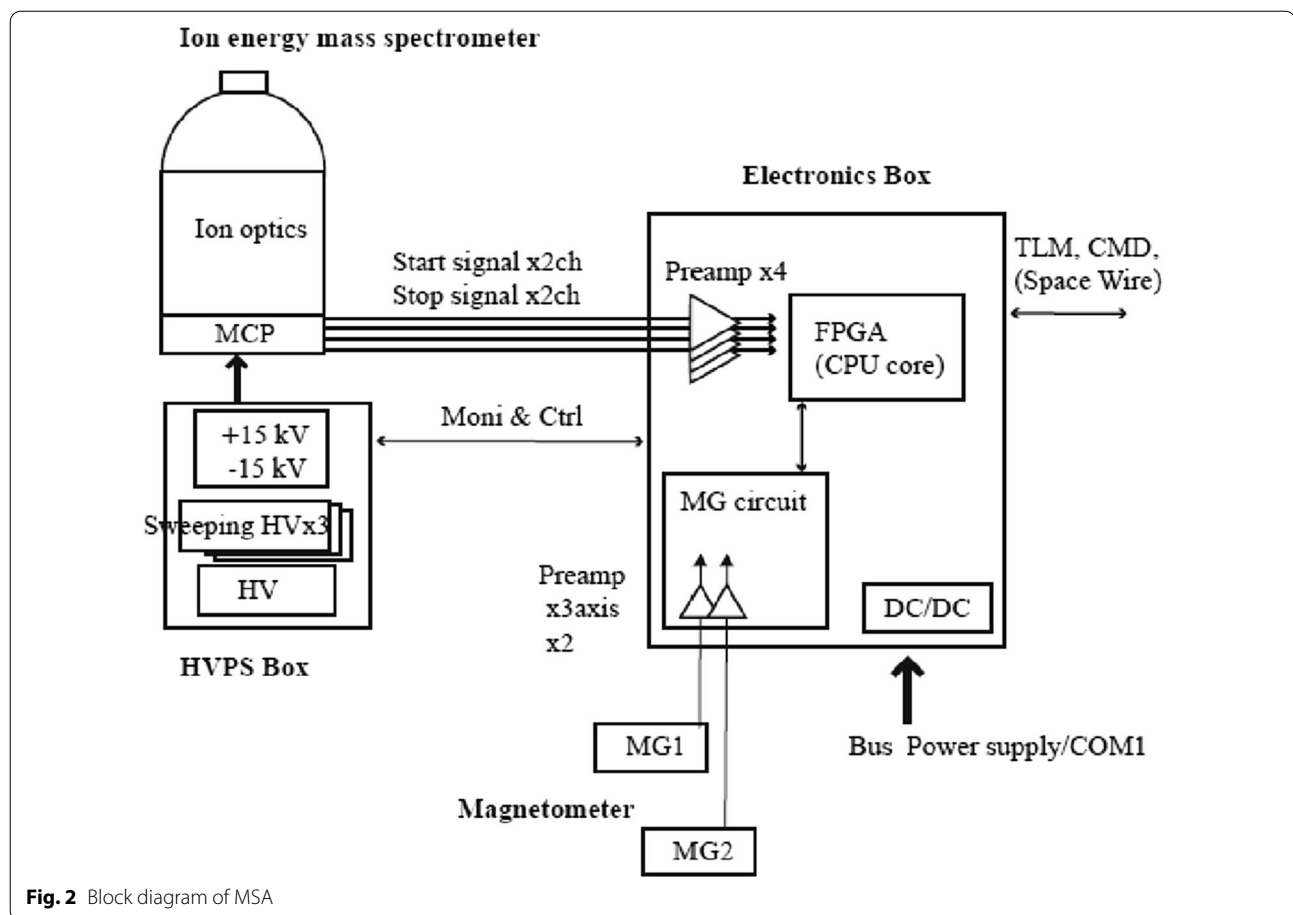 Ion energy mass spectrometer
Ion optics
MCP
Start signal x2ch
Stop signal x2ch
Electronics Box
Preamp x4
FPGA
(CPU core)
TLM, CMD,
(Space Wire)
+15 kV
-15 kV
Sweeping HVx3
HV
HVPS Box
Moni & Ctrl
MG circuit
Preamp
x3axis
x2
DC/DC
MG1
Magnetometer
MG2
Bus Power supply/COM1
Fig. 2 Block diagram of MSA